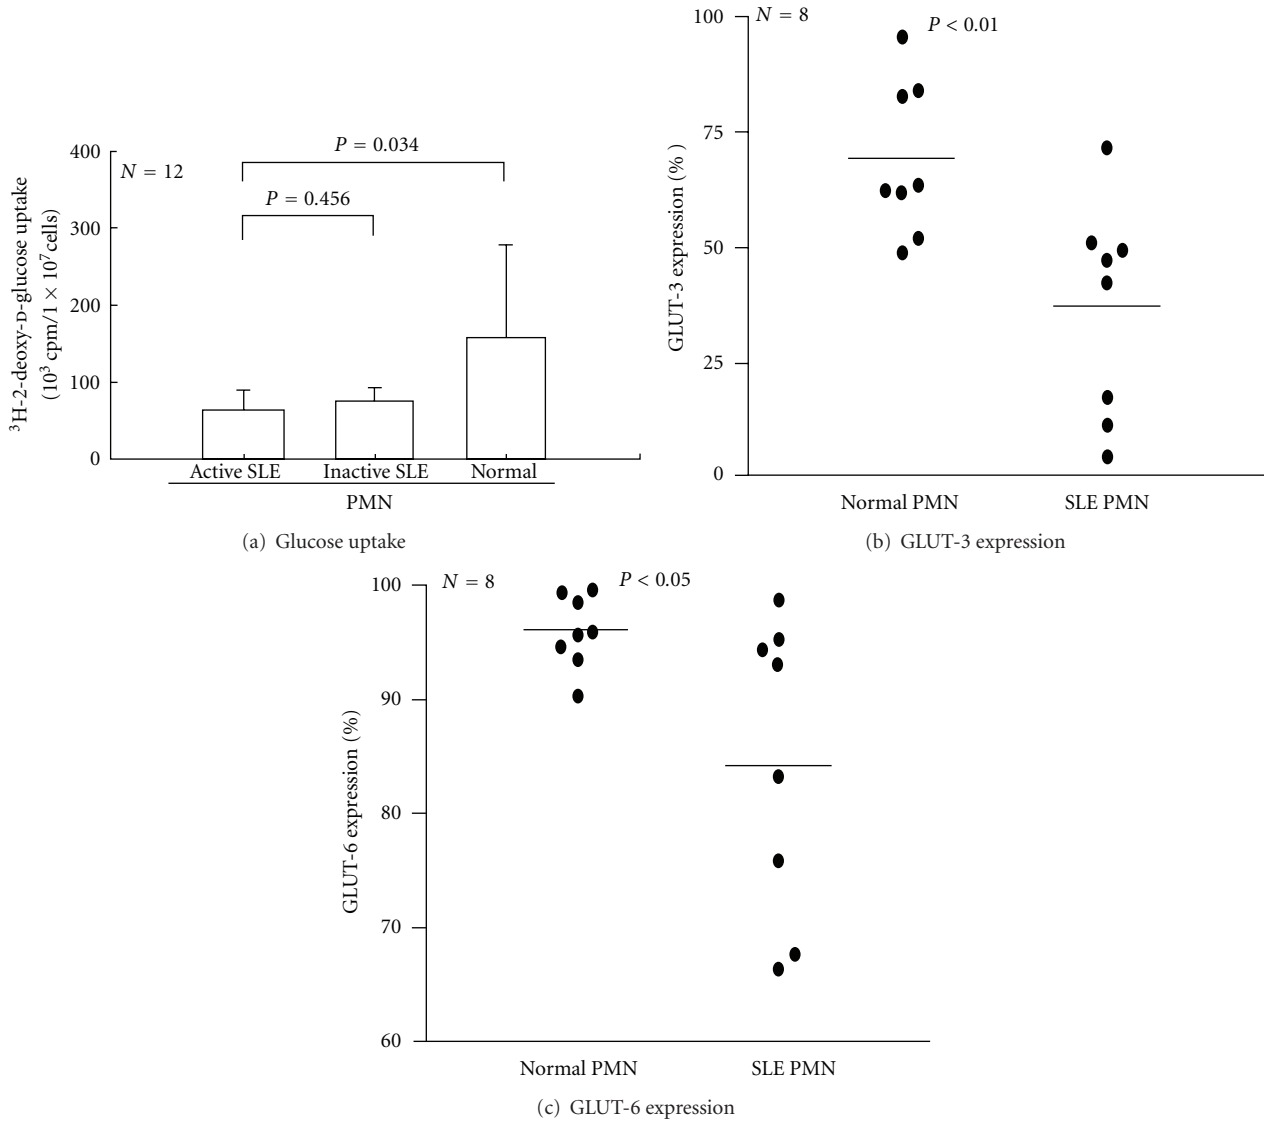 ³H-2-deoxy-D-glucose uptake
(10³ cpm/1 × 10⁷ cells)
400
300
200
100
0
N = 12
P = 0.034
P = 0.456
Active SLE
Inactive SLE
Normal
PMN
(a) Glucose uptake
GLUT-3 expression (%)
100
75
50
25
0
N = 8
P < 0.01
Normal PMN
SLE PMN
(b) GLUT-3 expression
GLUT-6 expression (%)
100
90
80
70
60
N = 8
P < 0.05
Normal PMN
SLE PMN
(c) GLUT-6 expression